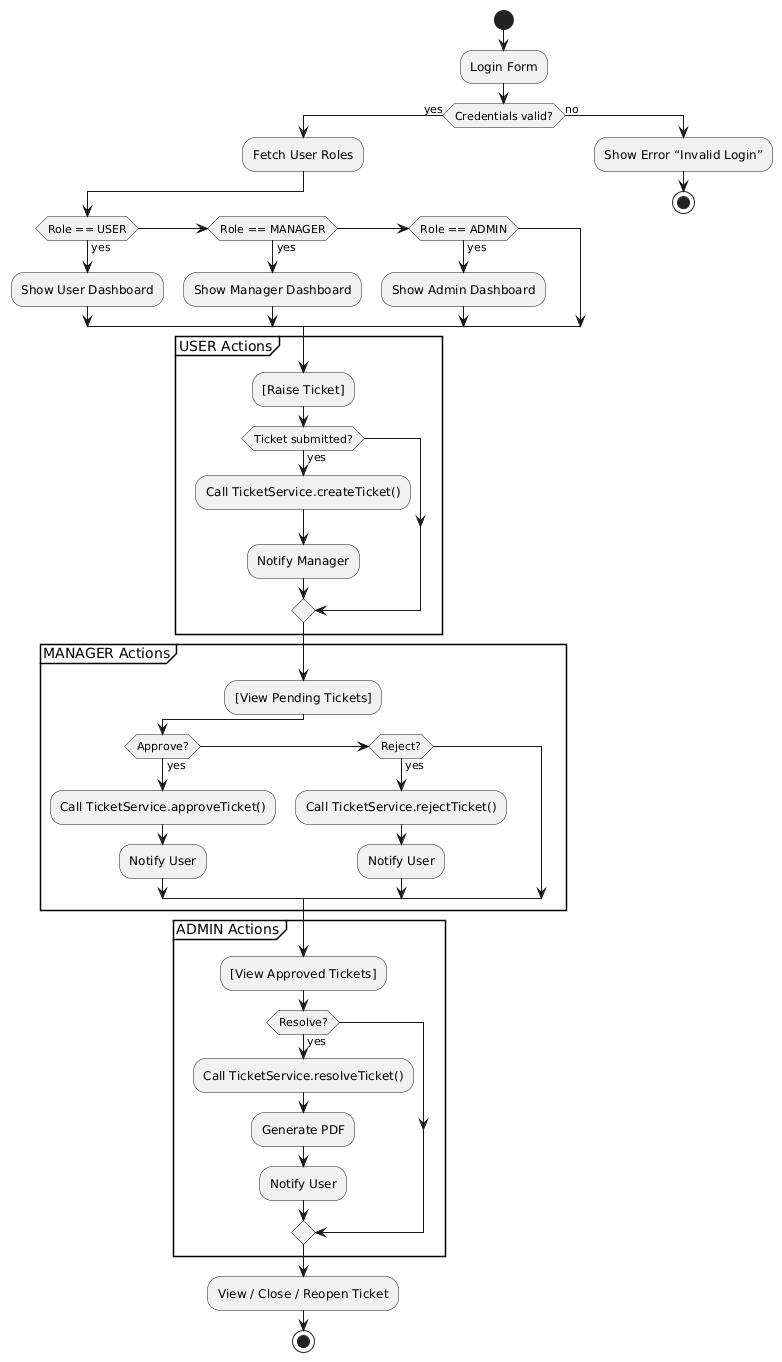 Login Form
yes
Credentials valid?
no
Fetch User Roles
Show Error “Invalid Login”
Role == USER
Role == MANAGER
Role == ADMIN
yes
yes
yes
Show User Dashboard
Show Manager Dashboard
Show Admin Dashboard
USER Actions
[Raise Ticket]
Ticket submitted?
yes
Call TicketService.createTicket()
Notify Manager
MANAGER Actions
[View Pending Tickets]
Approve?
Reject?
yes
yes
Call TicketService.approveTicket()
Call TicketService.rejectTicket()
Notify User
Notify User
ADMIN Actions
[View Approved Tickets]
Resolve?
yes
Call TicketService.resolveTicket()
Generate PDF
Notify User
View / Close / Reopen Ticket